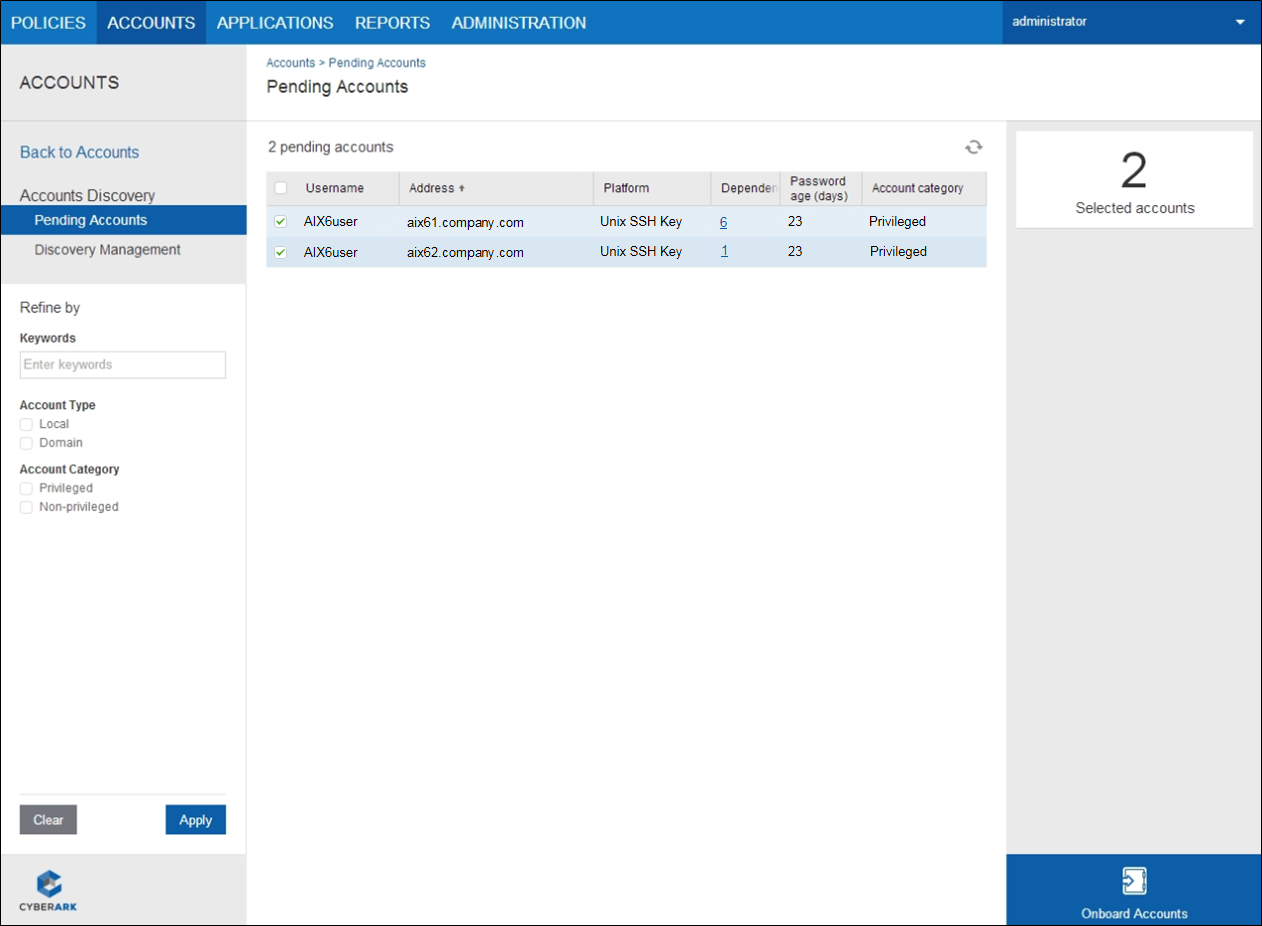 POLICIES ACCOUNTS APPLICATIONS REPORTS ADMINISTRATION administrator
ACCOUNTS
Accounts > Pending Accounts
Pending Accounts
Back to Accounts
Accounts Discovery
Pending Accounts
Discovery Management
Refine by
Keywords
Enter keywords
Account Type
Local
Domain
Account Category
Privileged
Non-privileged
Clear Apply
CYBERARK
2 pending accounts
Username Address Platform Depender Password age (days) Account category
AIX6user aix61.company.com Unix SSH Key 6 23 Privileged
AIX6user aix62.company.com Unix SSH Key 1 23 Privileged
2
Selected accounts
Onboard Accounts